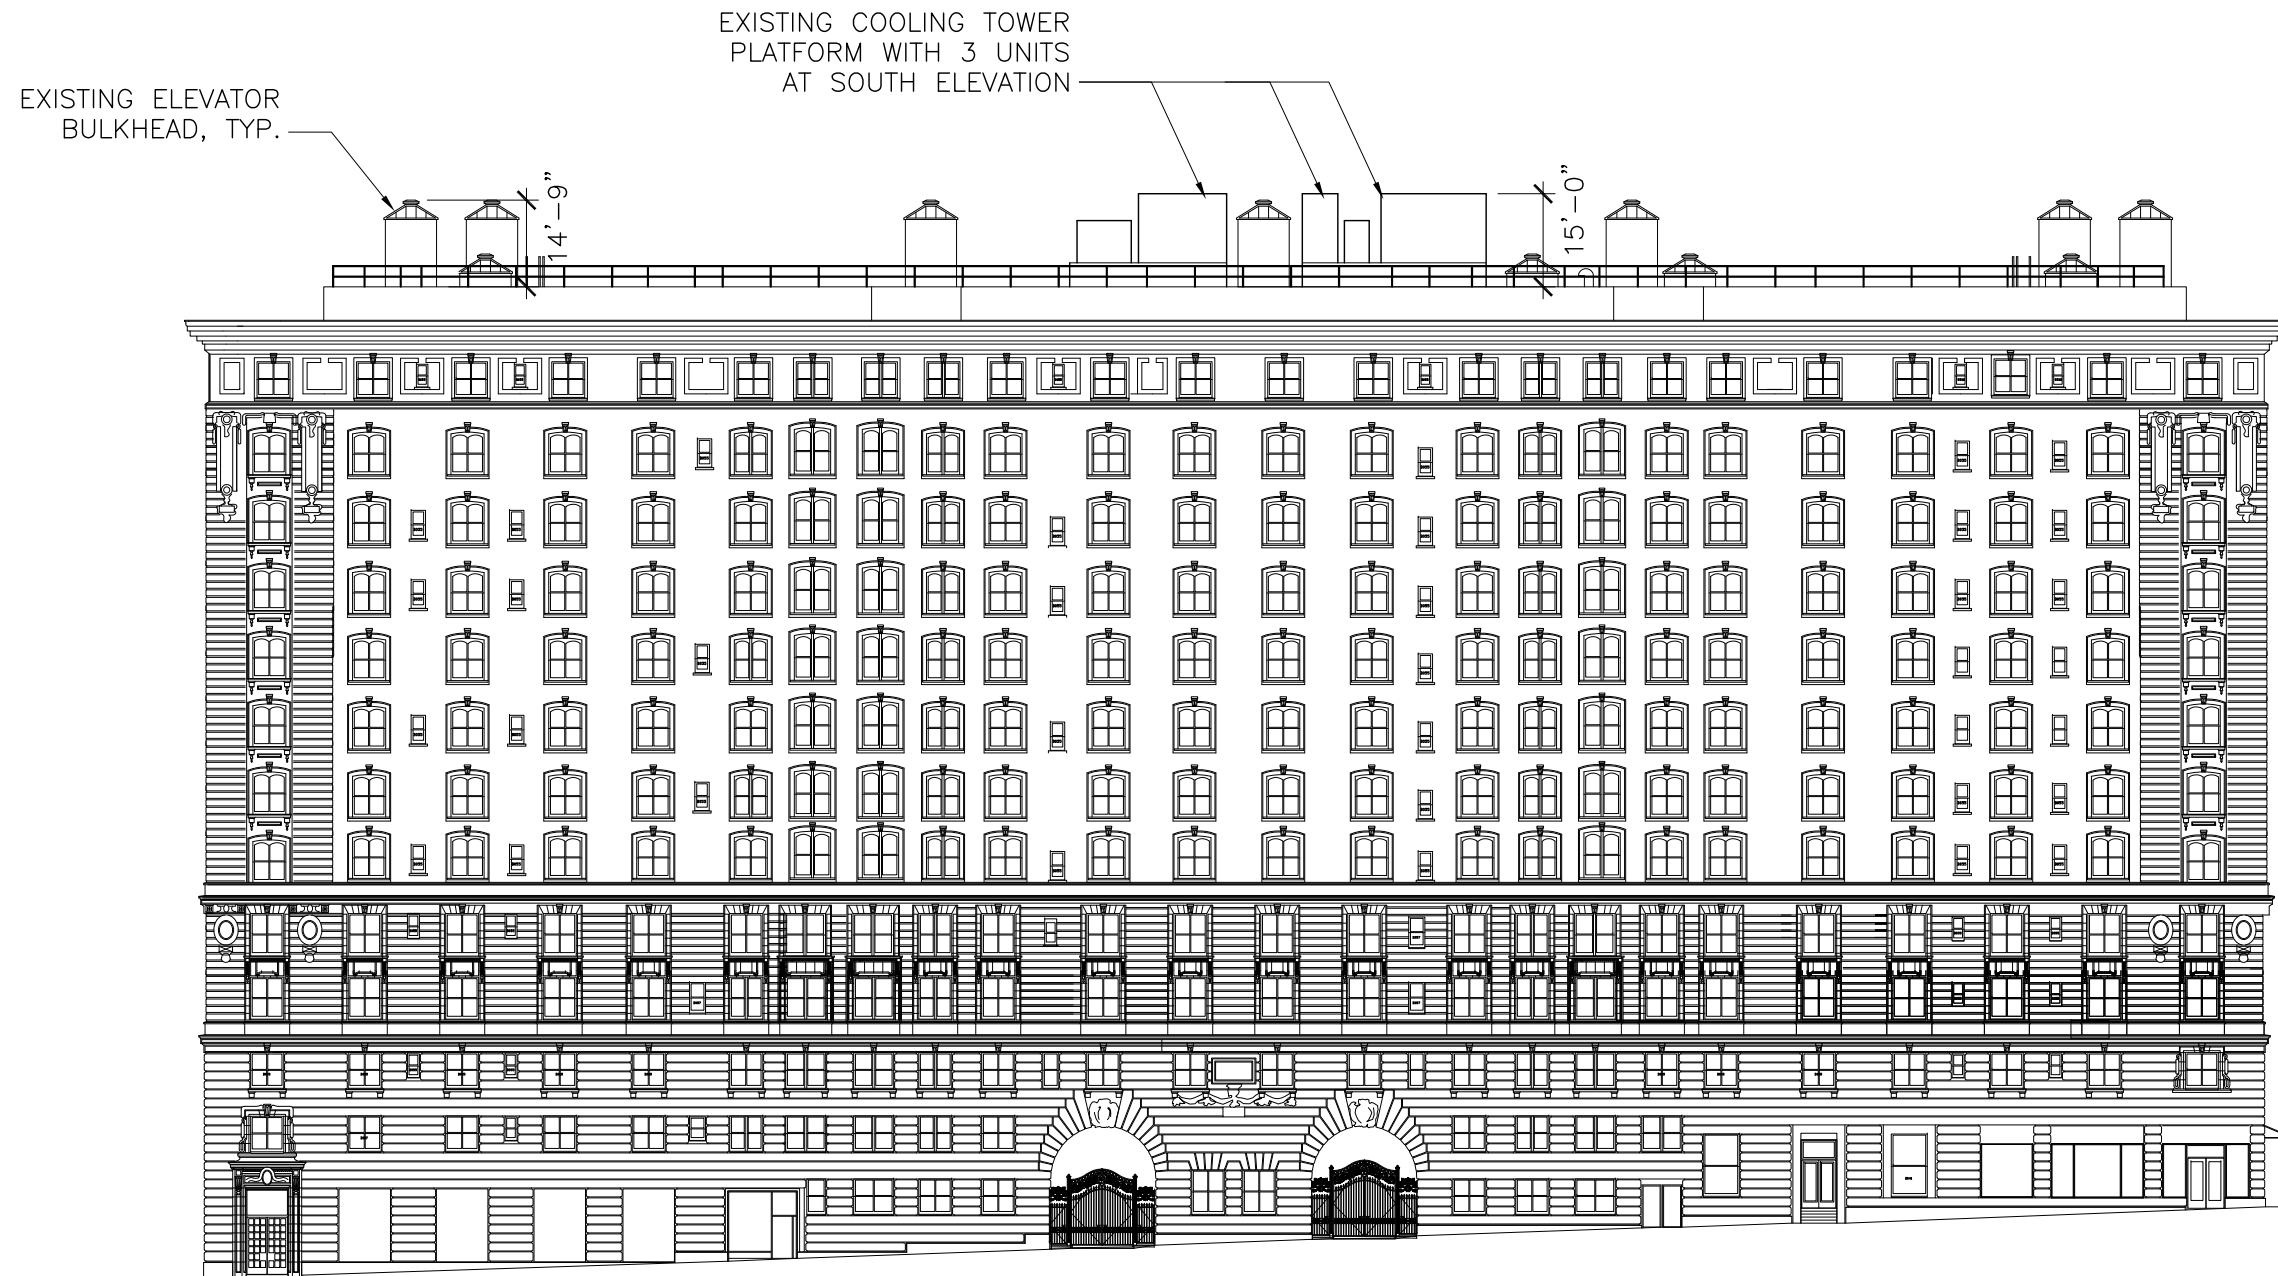 EXISTING COOLING TOWER
PLATFORM WITH 3 UNITS
AT SOUTH ELEVATION
EXISTING ELEVATOR
BULKHEAD, TYP.
14'-9"
15'-0"